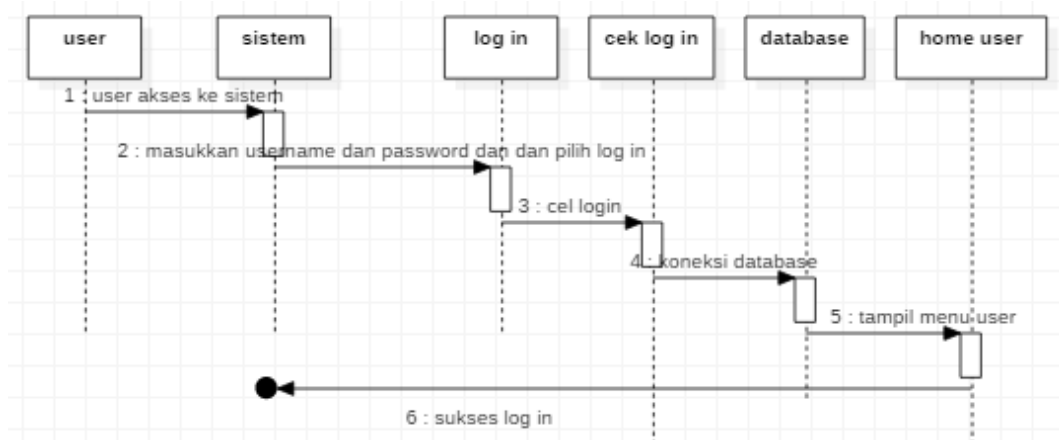 user
sistem
log in
cek log in
database
home user
1 : user akses ke sistem
2 : masukkan username dan password dan dan pilih log in
3 : cel login
4 : koneksi database
5 : tampil menu user
6 : sukses log in